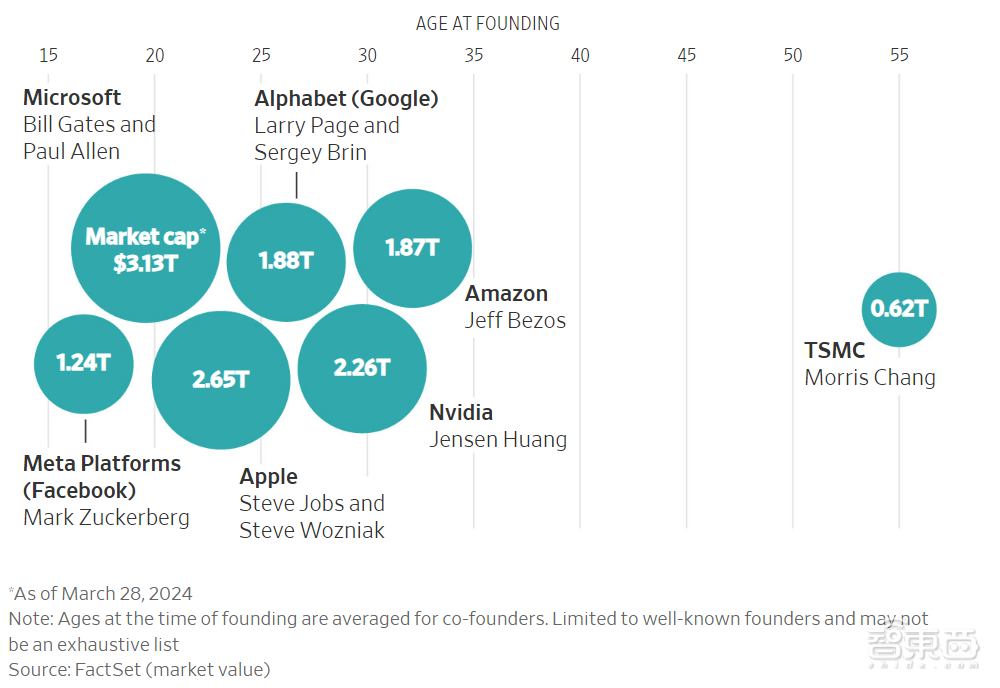 AGE AT FOUNDING
15 20 25 30 35 40 45 50 55
Microsoft
Bill Gates and
Paul Allen
Alphabet (Google)
Larry Page and
Sergey Brin
Market cap*
$3.13T
1.88T
1.87T
Amazon
Jeff Bezos
0.62T
TSMC
Morris Chang
1.24T
2.65T
2.26T
Nvidia
Jensen Huang
Meta Platforms
(Facebook)
Mark Zuckerberg
Apple
Steve Jobs and
Steve Wozniak
*As of March 28, 2024
Note: Ages at the time of founding are averaged for co-founders. Limited to well-known founders and may not
be an exhaustive list
Source: FactSet (market value)
智東西